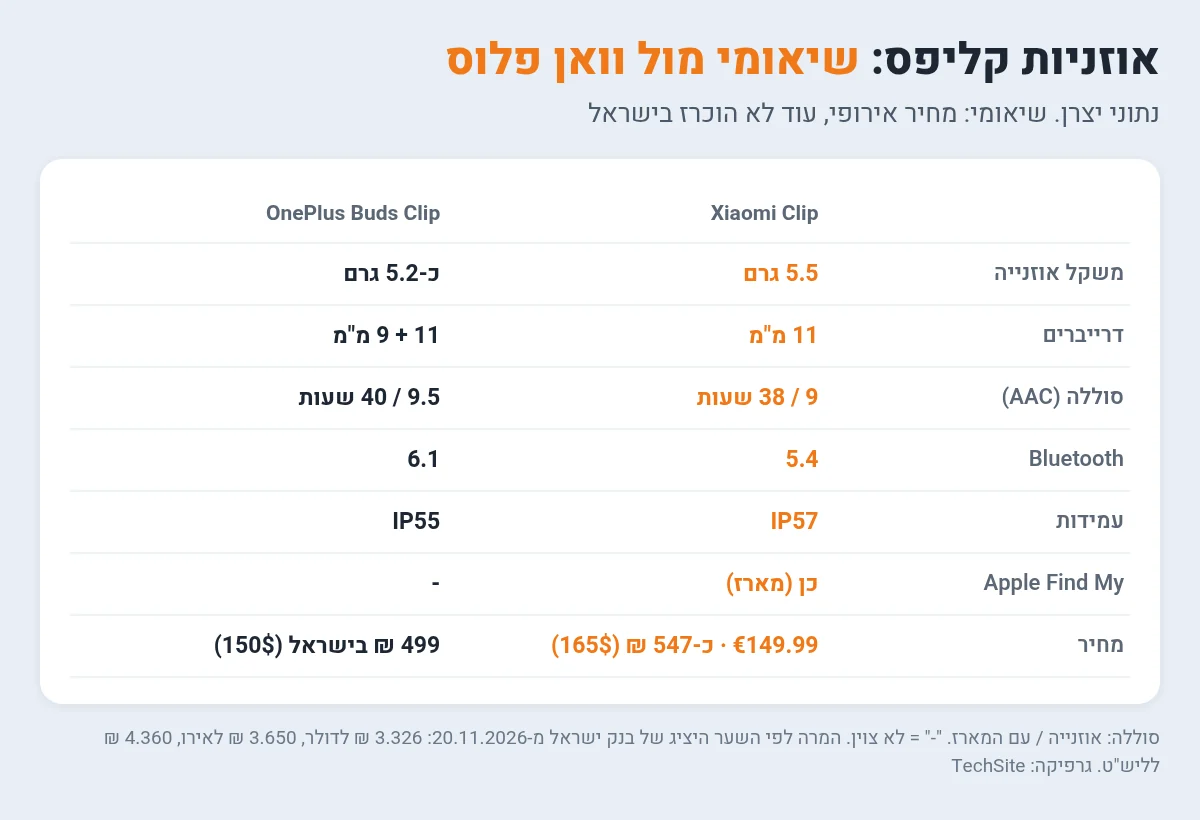 אוזניות קליפס: שיאומי מול וואן פלוס
נתוני יצרן. שיאומי: מחיר אירופי, עוד לא הוכרז בישראל
Xiaomi Clip OnePlus Buds Clip
משקל אוזנייה 5.5 גרם כ-5.2 גרם
דרייברים 11 מ"מ 11 + 9 מ"מ
סוללה (AAC) 9 / 38 שעות 9.5 / 40 שעות
Bluetooth 5.4 6.1
עמידות IP57 IP55
Apple Find My כן (מארז) -
מחיר €149.99 · כ-547 ₪ (165$) 499 ₪ בישראל (150$)
סוללה: אוזנייה / עם המארז. "-" = לא צוין. המרה לפי השער היציג של בנק ישראל מ-20.11.2026: 3.326 ₪ לדולר, 3.650 ₪ לאירו, 4.360 ₪
לליש"ט. גרפיקה: TechSite